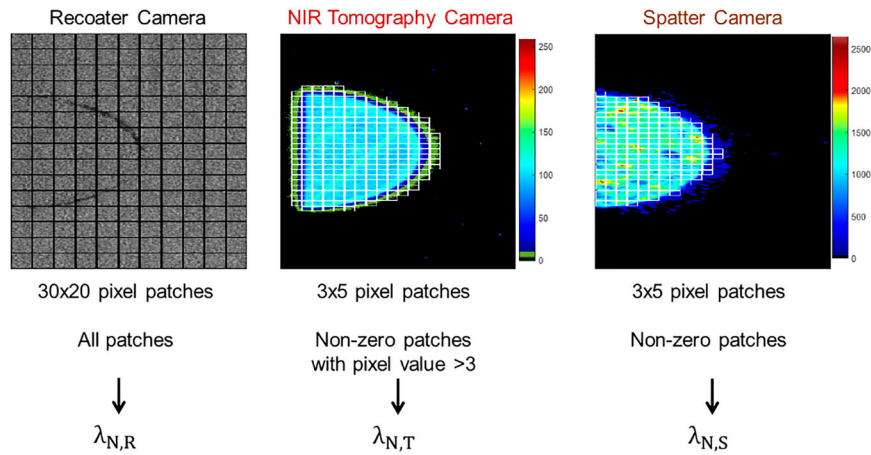 Recoater Camera
NIR Tomography Camera
Spatter Camera
250
200
150
100
50
0
2500
2000
1500
1000
500
0
30x20 pixel patches
3x5 pixel patches
3x5 pixel patches
All patches
Non-zero patches
with pixel value >3
Non-zero patches
λN,R
λN,T
λN,S